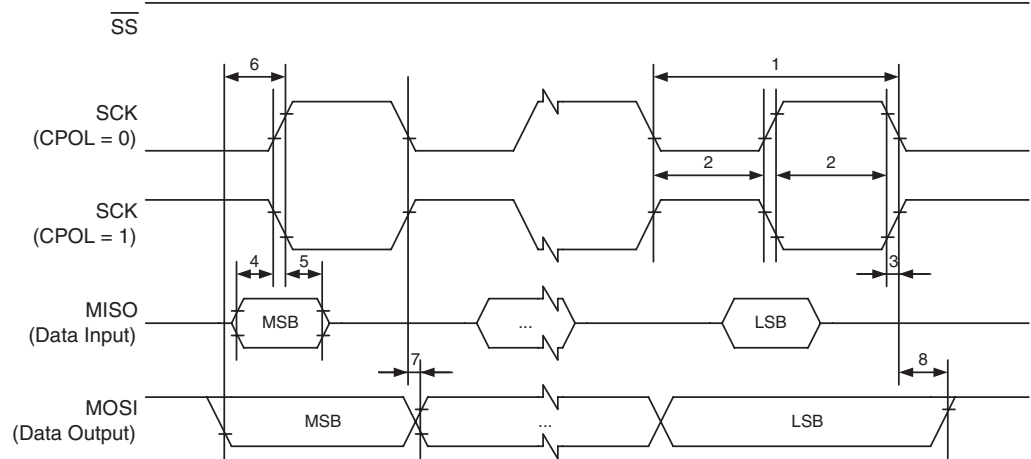 SS
6
1
SCK
(CPOL = 0)
2
2
SCK
(CPOL = 1)
4
5
3
MISO
(Data Input)
MSB
...
LSB
7
8
MOSI
(Data Output)
MSB
...
LSB